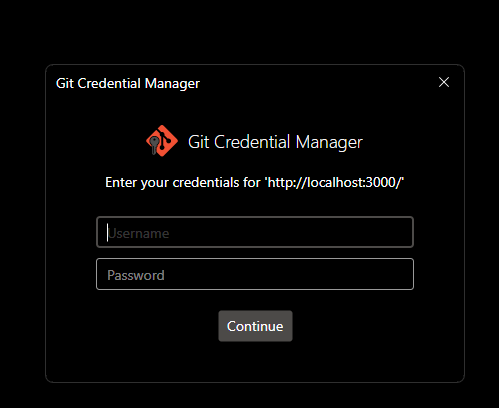 Git Credential Manager
Git Credential Manager
Enter your credentials for 'http://localhost:3000/'
Username
Password
Continue